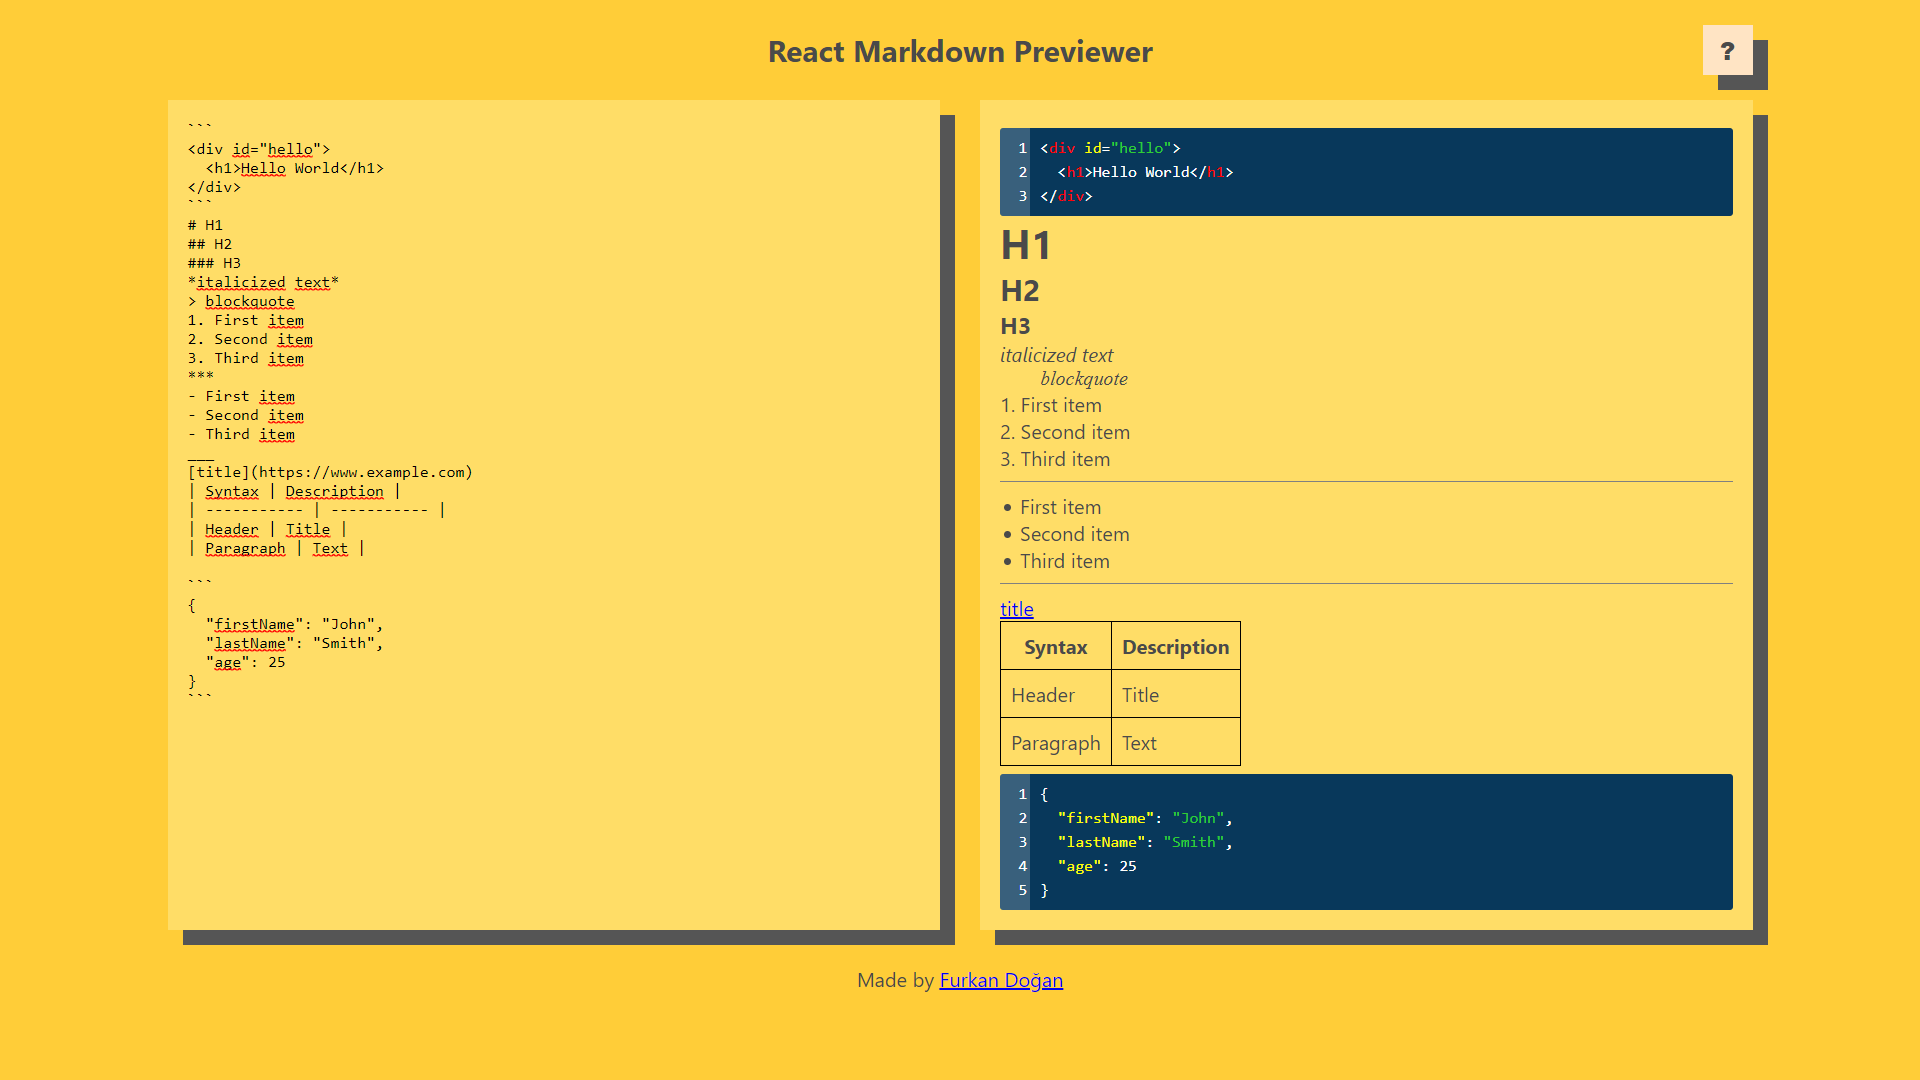 React Markdown Previewer
?
```
<div id="hello">
  <h1>Hello World</h1>
</div>
```
# H1
## H2
### H3
*italicized text*
> blockquote
1. First item
2. Second item
3. Third item
***
- First item
- Second item
- Third item
___
[title](https://www.example.com)
| Syntax | Description |
| ----------- | ----------- |
| Header | Title |
| Paragraph | Text |

```
{
  "firstName": "John",
  "lastName": "Smith",
  "age": 25
}
```
1 <div id="hello">
2   <h1>Hello World</h1>
3 </div>
H1
H2
H3
italicized text
blockquote
1. First item
2. Second item
3. Third item
• First item
• Second item
• Third item
title
Syntax Description
Header Title
Paragraph Text
1 {
2   "firstName": "John",
3   "lastName": "Smith",
4   "age": 25
5 }
Made by Furkan Doğan